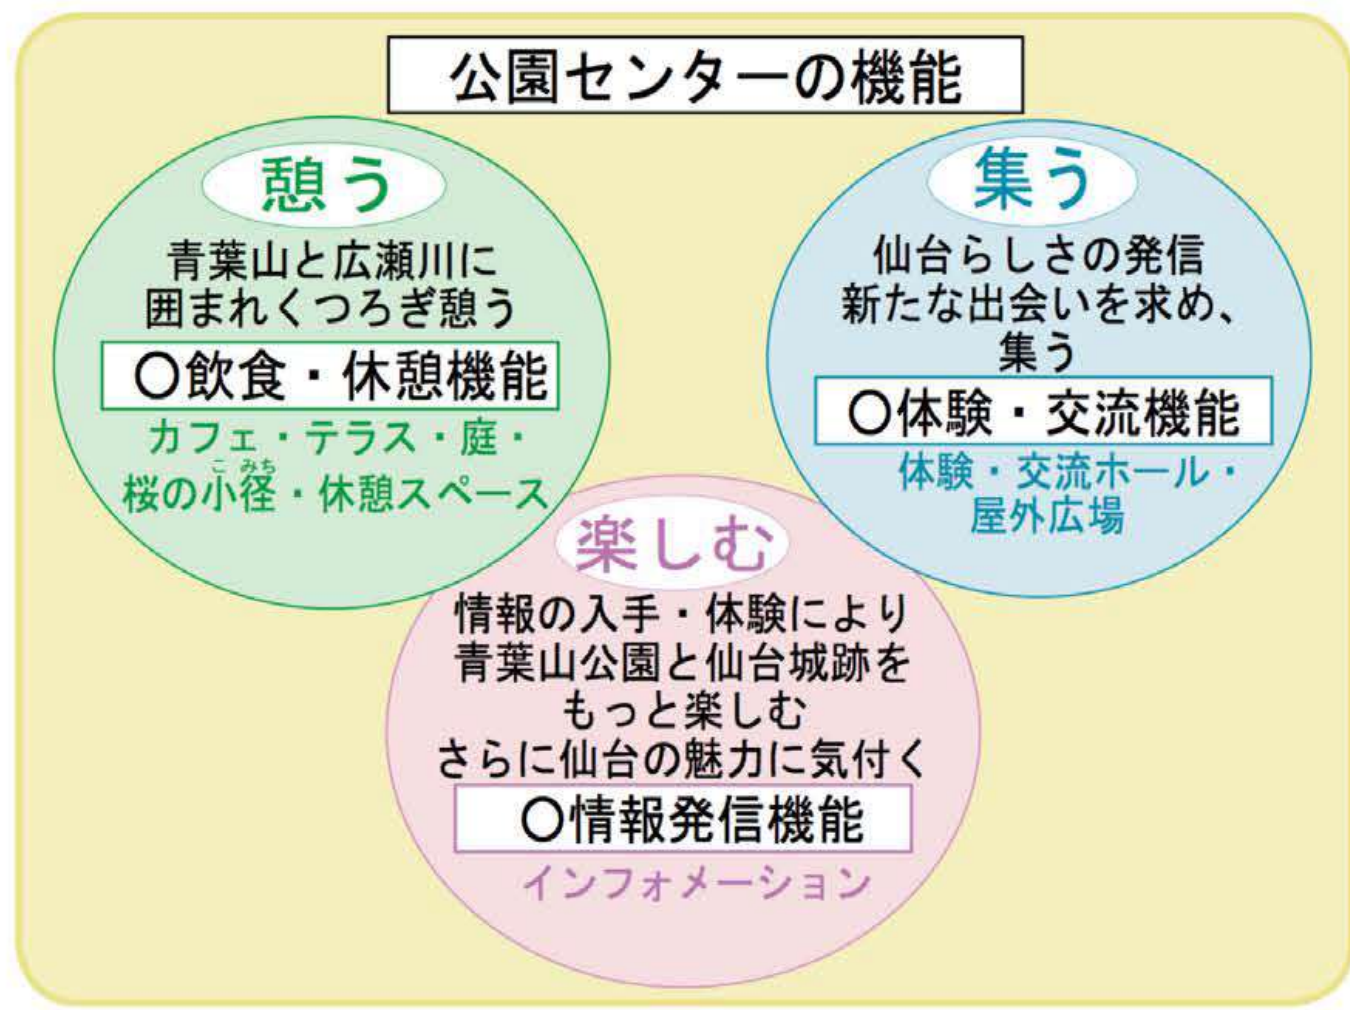 公園センターの機能
憩う
青葉山と広瀬川に
囲まれくつろぎ憩う
〇飲食・休憩機能
カフェ・テラス・庭・
こ みち
桜の小径・休憩スペース
集う
仙台らしさの発信
新たな出会いを求め、
集う
〇体験・交流機能
体験・交流ホール・
屋外広場
楽しむ
情報の入手・体験により
青葉山公園と仙台城跡を
もっと楽しむ
さらに仙台の魅力に気付く
〇情報発信機能
インフォメーション